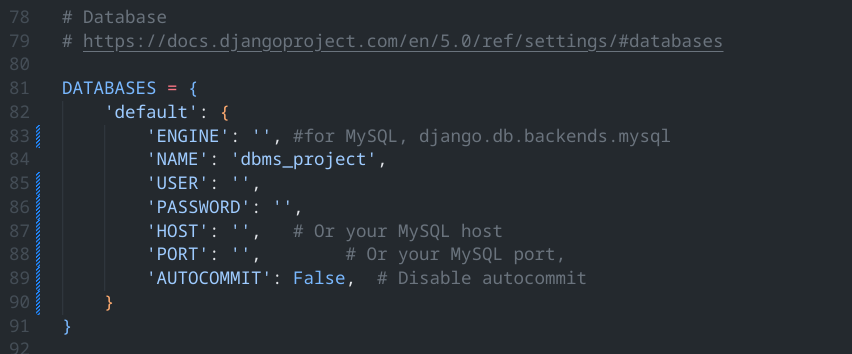 78 # Database
79 # https://docs.djangoproject.com/en/5.0/ref/settings/#databases
80
81 DATABASES = {
82     'default': {
83         'ENGINE': '', #for MySQL, django.db.backends.mysql
84         'NAME': 'dbms_project',
85         'USER': '',
86         'PASSWORD': '',
87         'HOST': '',   # Or your MySQL host
88         'PORT': '',        # Or your MySQL port,
89         'AUTOCOMMIT': False,  # Disable autocommit
90     }
91 }
92